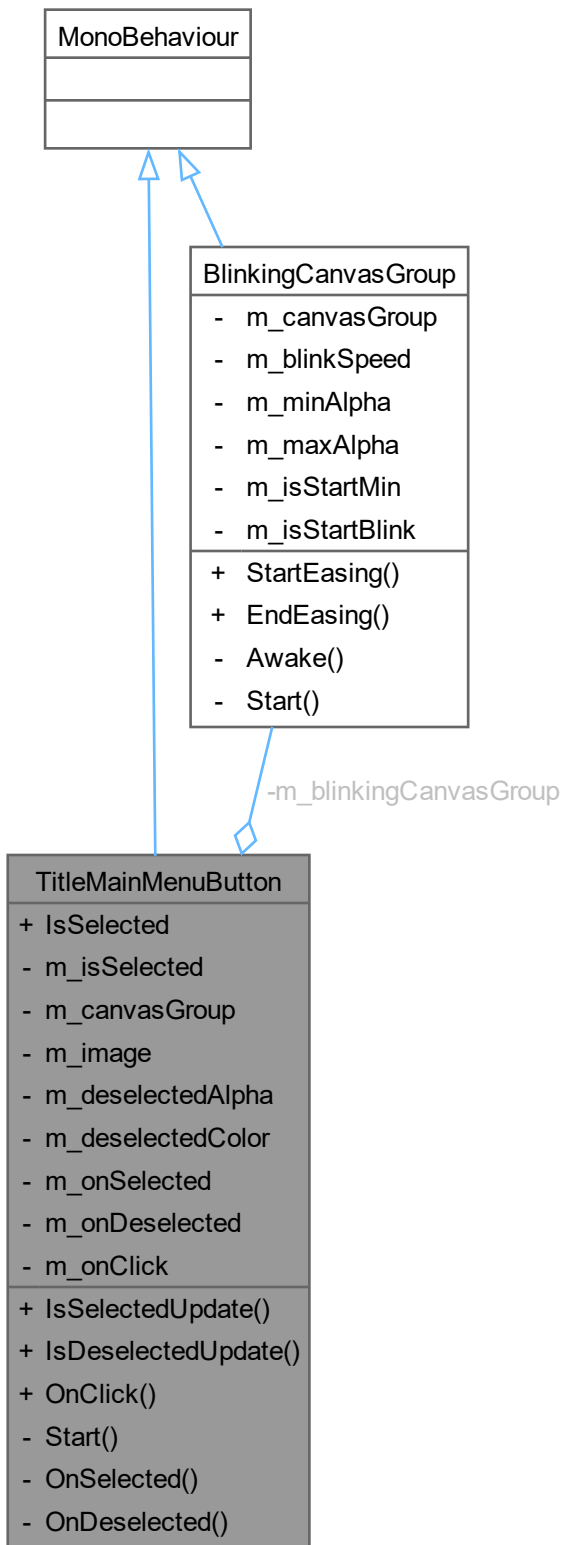 MonoBehaviour
BlinkingCanvasGroup
- m_canvasGroup
- m_blinkSpeed
- m_minAlpha
- m_maxAlpha
- m_isStartMin
- m_isStartBlink
+ StartEasing()
+ EndEasing()
- Awake()
- Start()
-m_blinkingCanvasGroup
TitleMainMenuButton
+ IsSelected
- m_isSelected
- m_canvasGroup
- m_image
- m_deselectedAlpha
- m_deselectedColor
- m_onSelected
- m_onDeselected
- m_onClick
+ IsSelectedUpdate()
+ IsDeselectedUpdate()
+ OnClick()
- Start()
- OnSelected()
- OnDeselected()